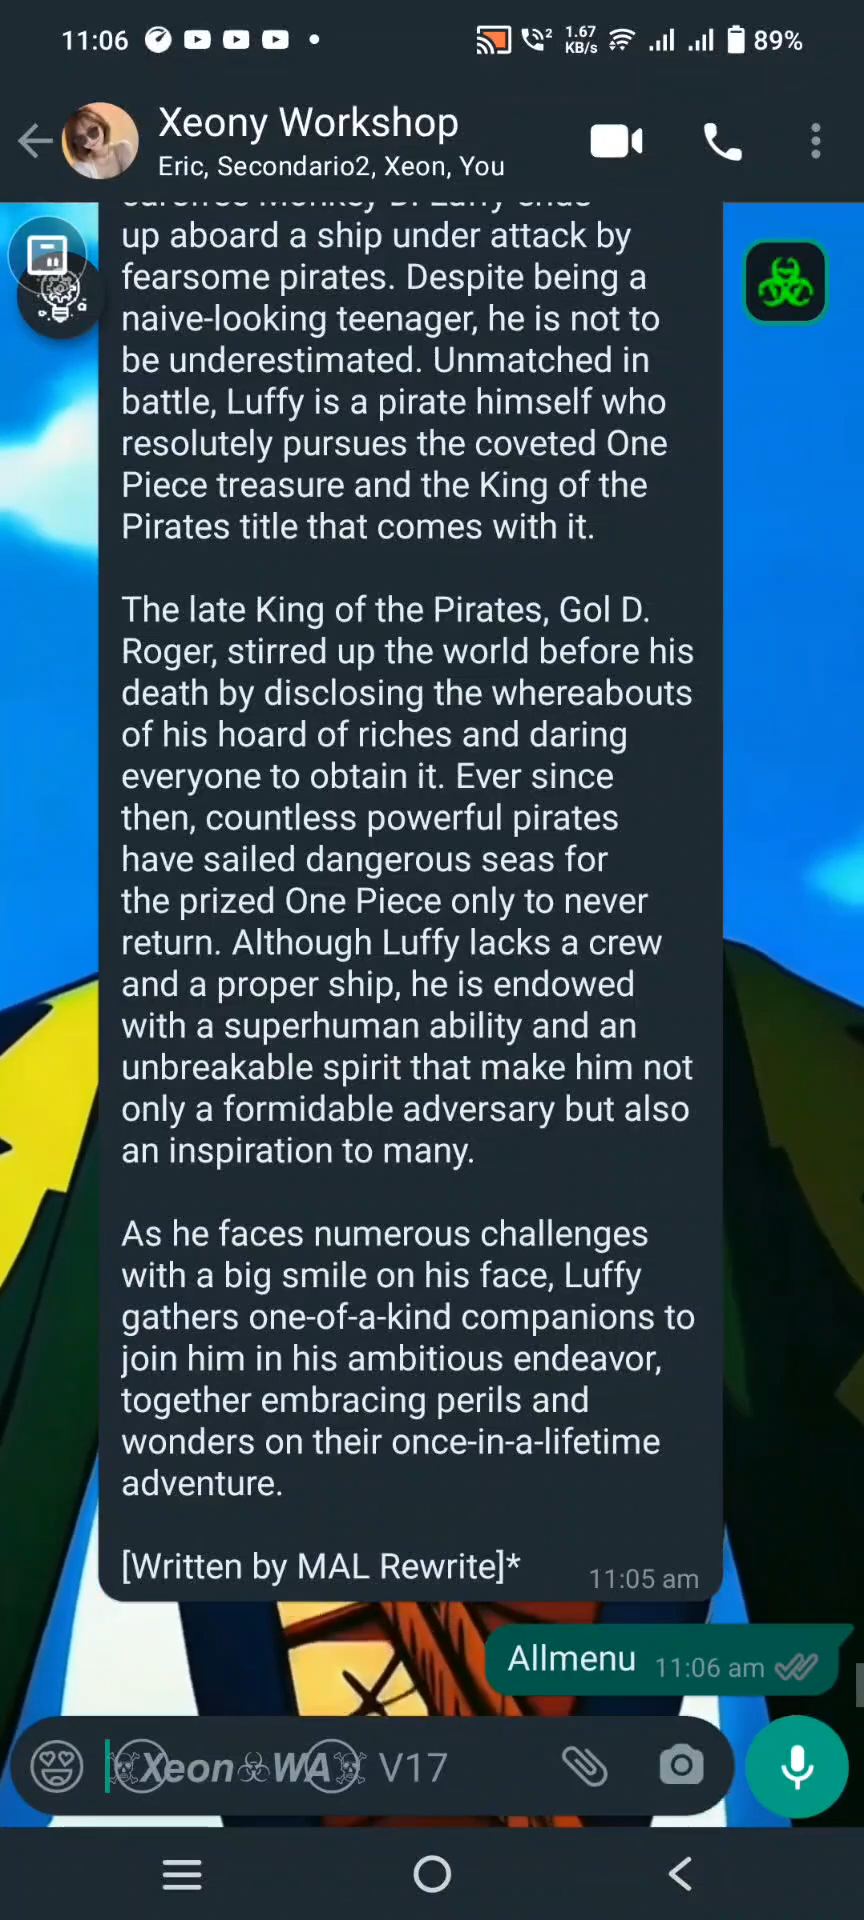 11:06
2
1.67
KB/s
89%
Xeony Workshop
Eric, Secondario2, Xeon, You
up aboard a ship under attack by
fearsome pirates. Despite being a
naive-looking teenager, he is not to
be underestimated. Unmatched in
battle, Luffy is a pirate himself who
resolutely pursues the coveted One
Piece treasure and the King of the
Pirates title that comes with it.
The late King of the Pirates, Gol D.
Roger, stirred up the world before his
death by disclosing the whereabouts
of his hoard of riches and daring
everyone to obtain it. Ever since
then, countless powerful pirates
have sailed dangerous seas for
the prized One Piece only to never
return. Although Luffy lacks a crew
and a proper ship, he is endowed
with a superhuman ability and an
unbreakable spirit that make him not
only a formidable adversary but also
an inspiration to many.
As he faces numerous challenges
with a big smile on his face, Luffy
gathers one-of-a-kind companions to
join him in his ambitious endeavor,
together embracing perils and
wonders on their once-in-a-lifetime
adventure.
[Written by MAL Rewrite]*
11:05 am
Allmenu
11:06 am
☠Xeon☣WA☠ V17